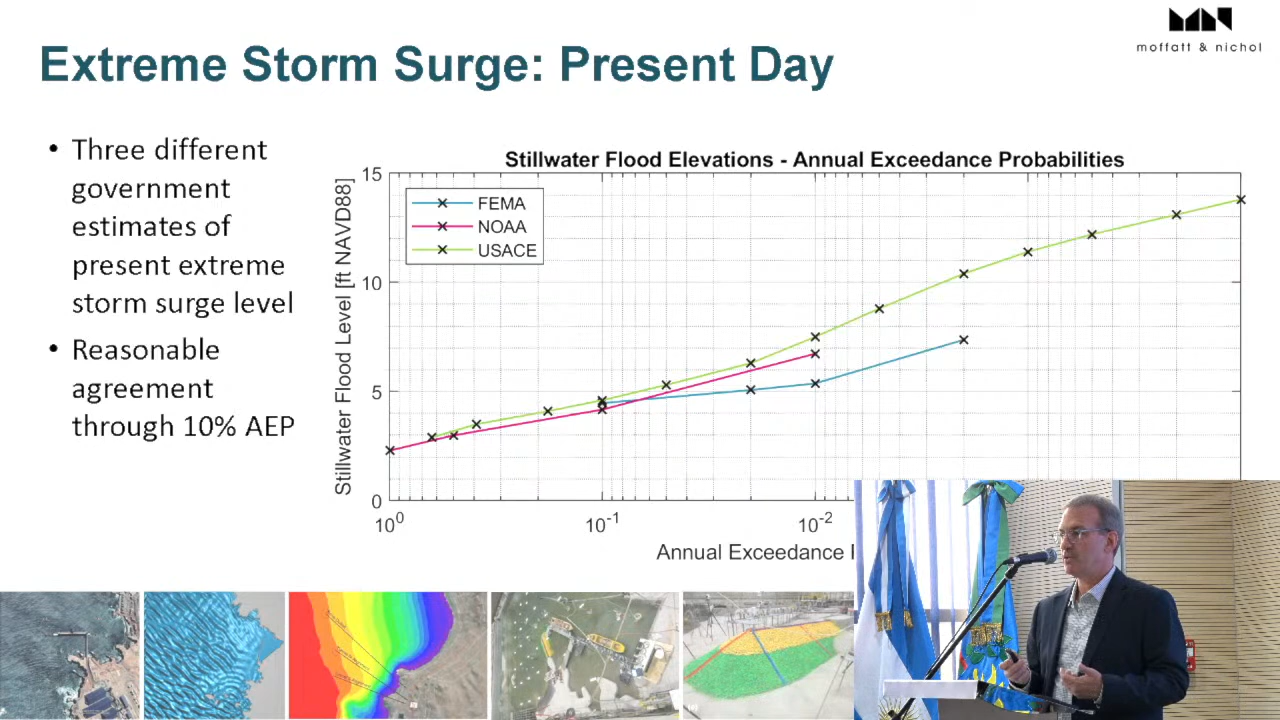 moffatt & nichol
Extreme Storm Surge: Present Day
• Three different
government
estimates of
present extreme
storm surge level
• Reasonable
agreement
through 10% AEP
Stillwater Flood Elevations - Annual Exceedance Probabilities
Stillwater Flood Level [ft NAVD88]
15
10
5
0
FEMA
NOAA
USACE
10⁰
10⁻¹
10⁻²
Annual Exceedance